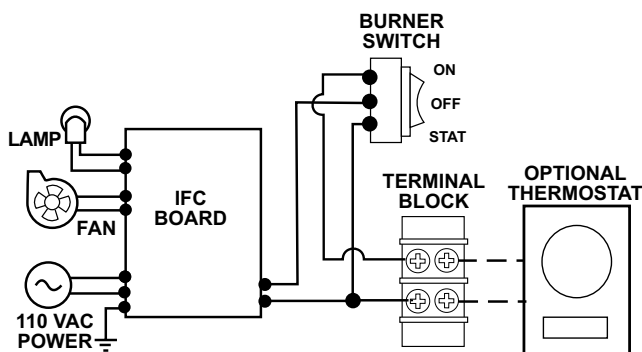 BURNER
SWITCH
ON
OFF
STAT
LAMP
FAN
IFC
BOARD
TERMINAL
BLOCK
OPTIONAL
THERMOSTAT
110 VAC
POWER